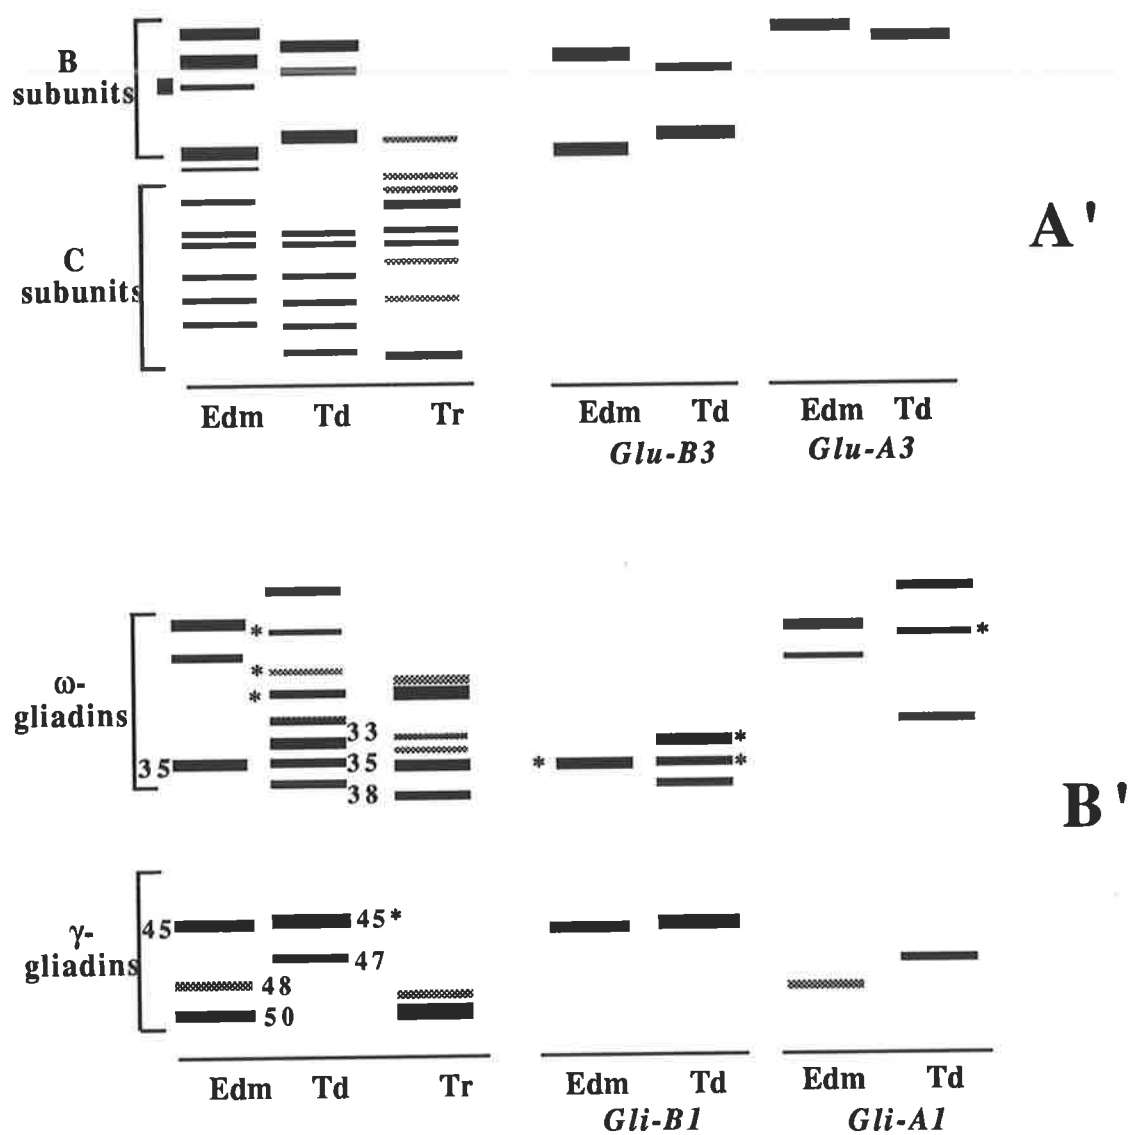 B
subunits
A'
C
subunits
Edm Td Tr Edm Td Edm Td
Glu-B3 Glu-A3
*
* *
ω-
gliadins
*
33 * *
35 35 * *
38
B'
45 45*
γ-
gliadins
47
48
50
Edm Td Tr Edm Td Edm Td
Gli-B1 Gli-A1